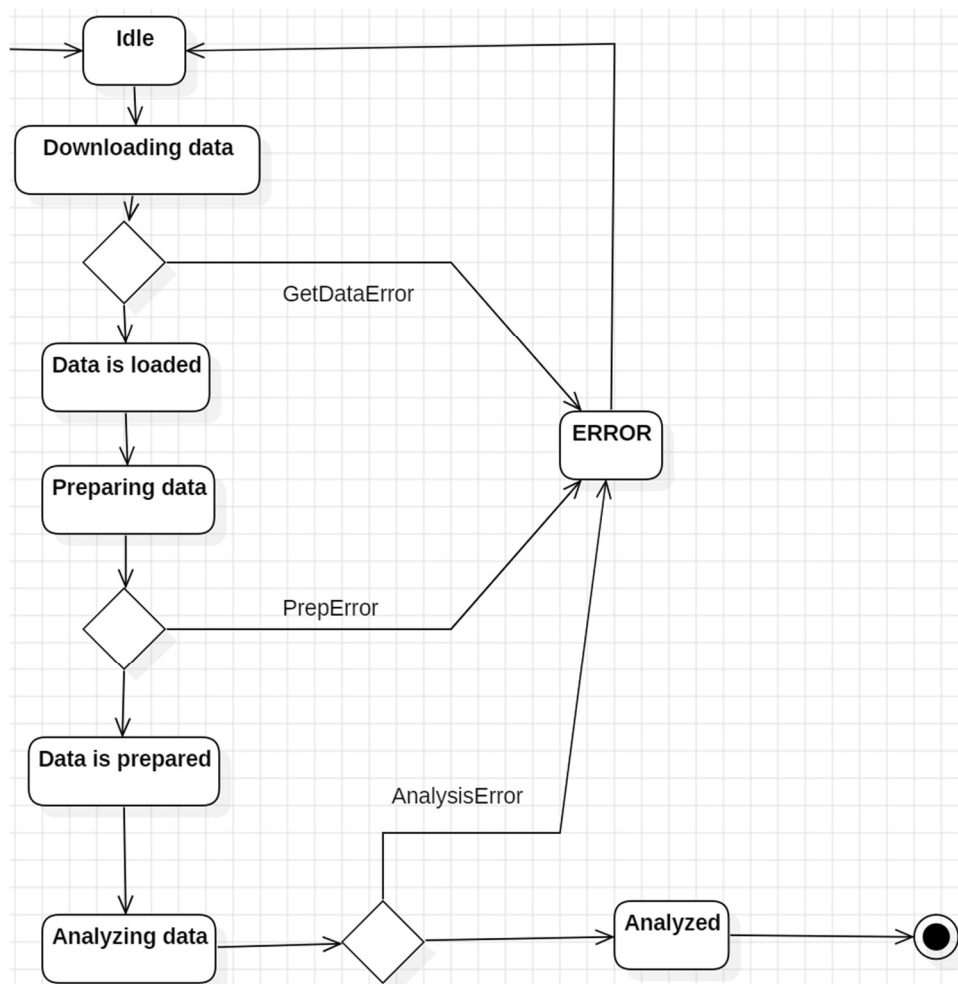 Idle
Downloading data
GetDataError
Data is loaded
ERROR
Preparing data
PrepError
Data is prepared
AnalysisError
Analyzing data
Analyzed